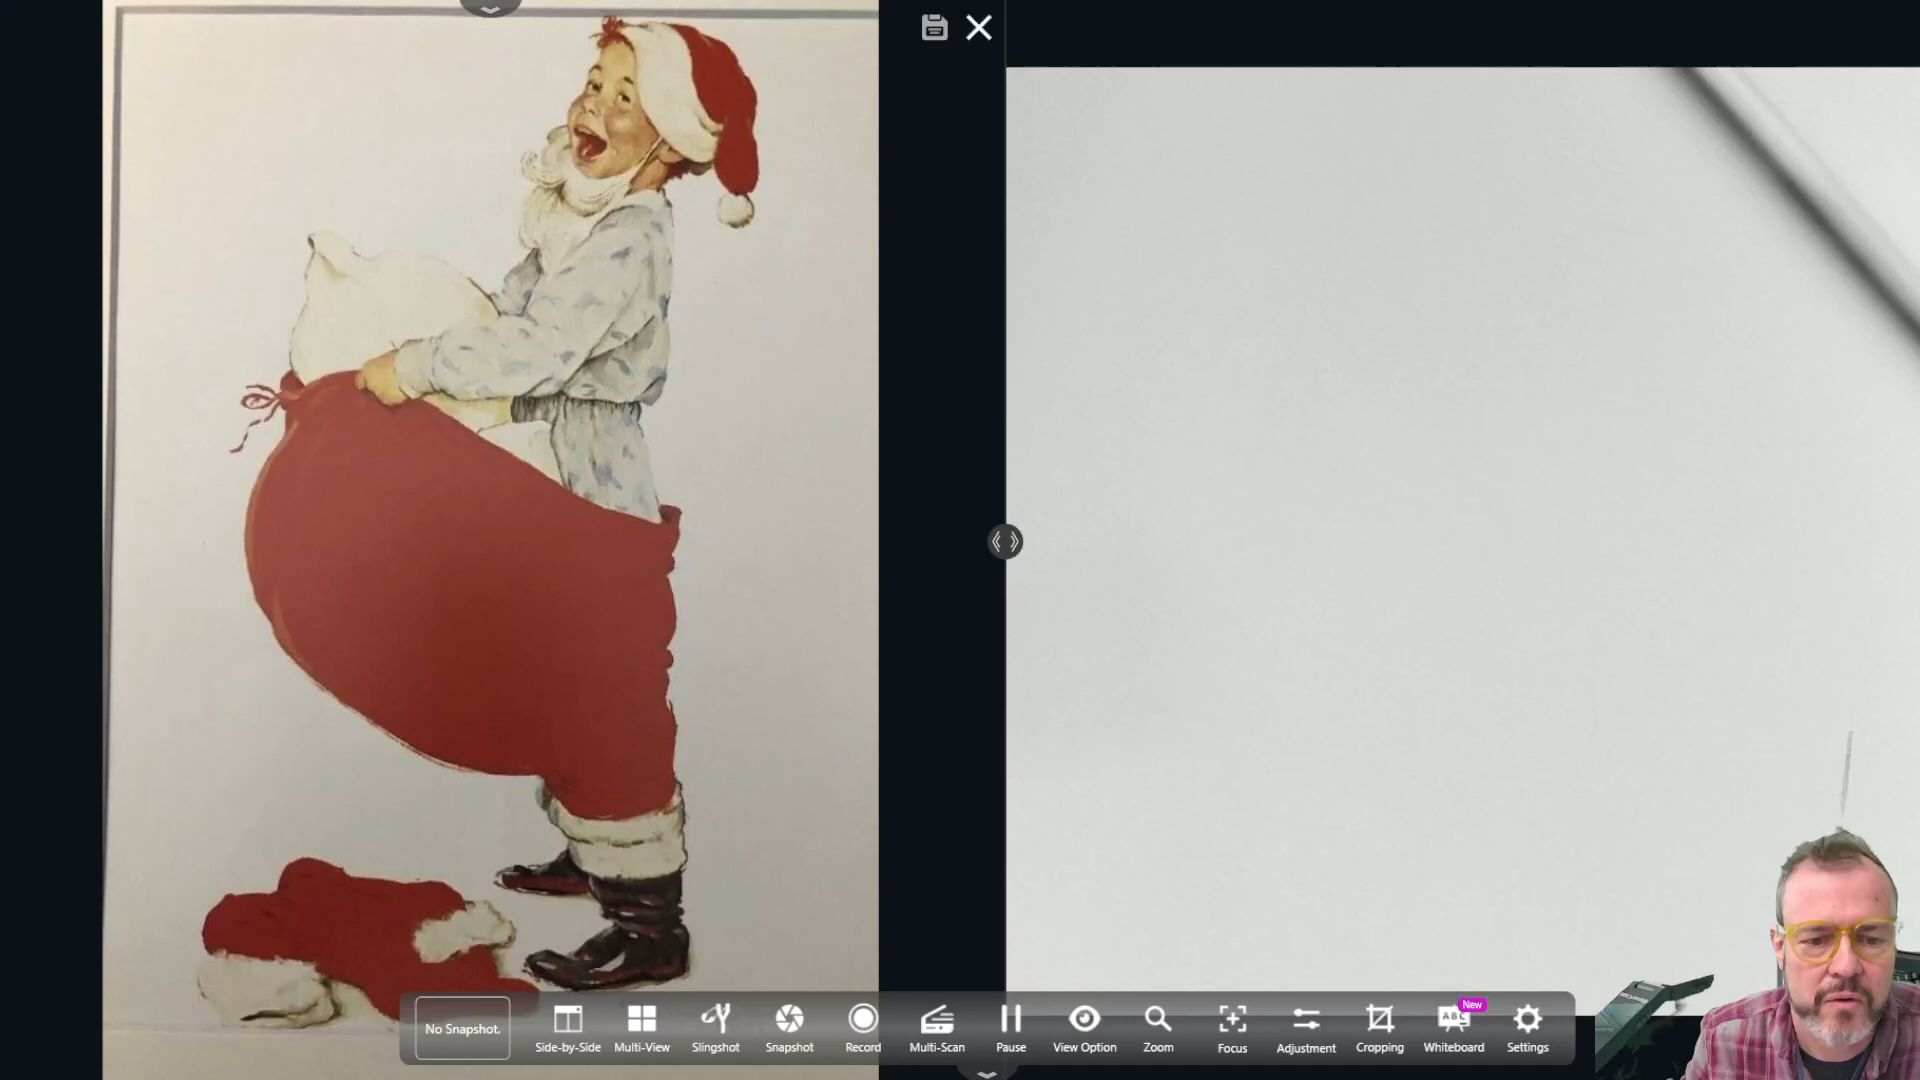 No Snapshot.
Side-by-Side
Multi-View
Slingshot
Snapshot
Record
Multi-Scan
Pause
View Option
Zoom
Focus
Adjustment
Cropping
New
ABC
Whiteboard
Settings